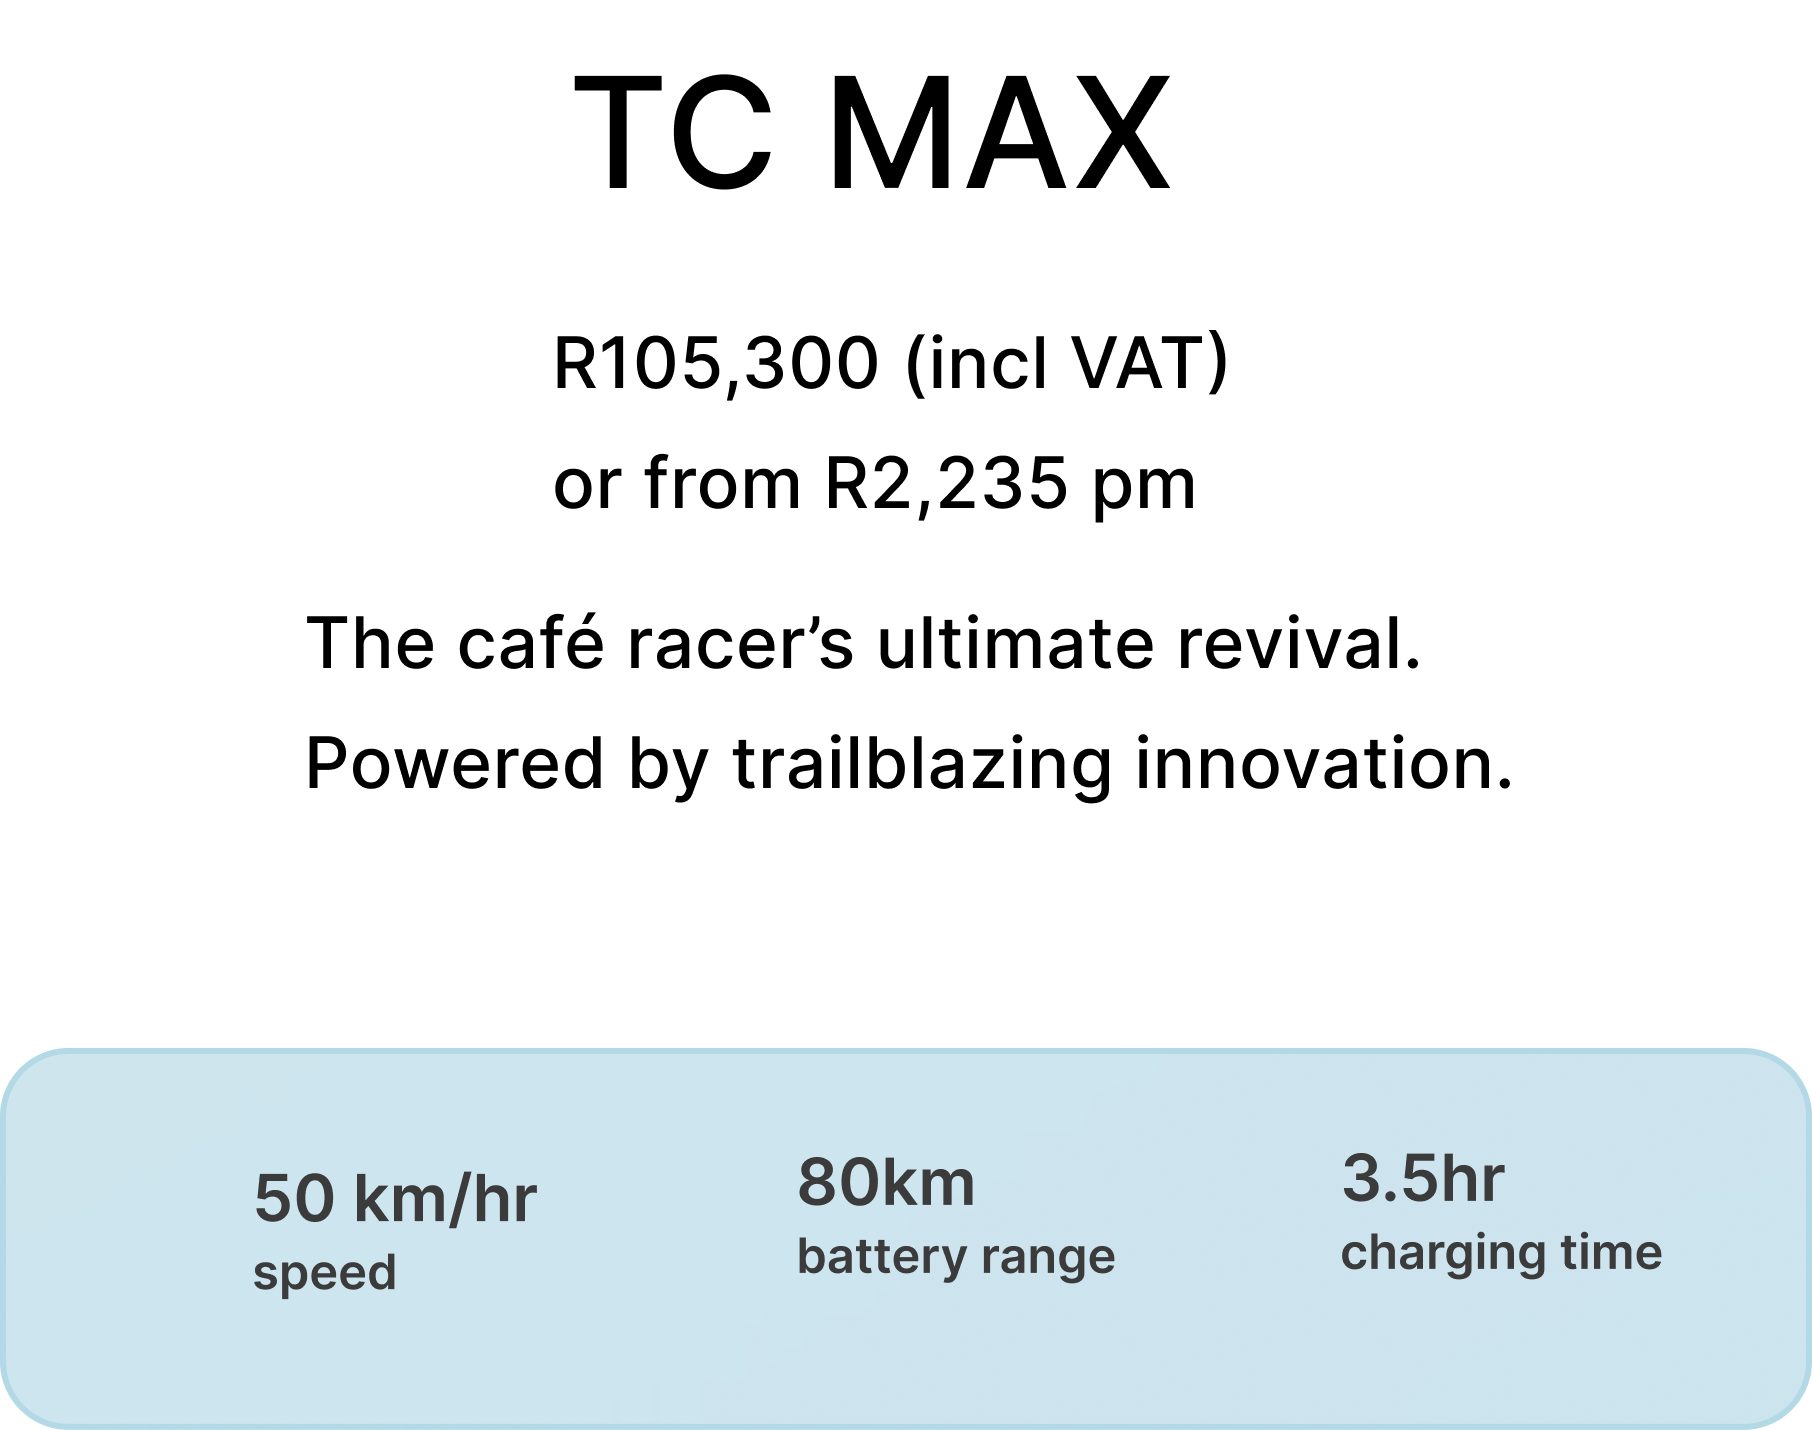 TC MAX
R105,300 (incl VAT)
or from R2,235 pm
The café racer’s ultimate revival.
Powered by trailblazing innovation.
50 km/hr
speed
80km
battery range
3.5hr
charging time